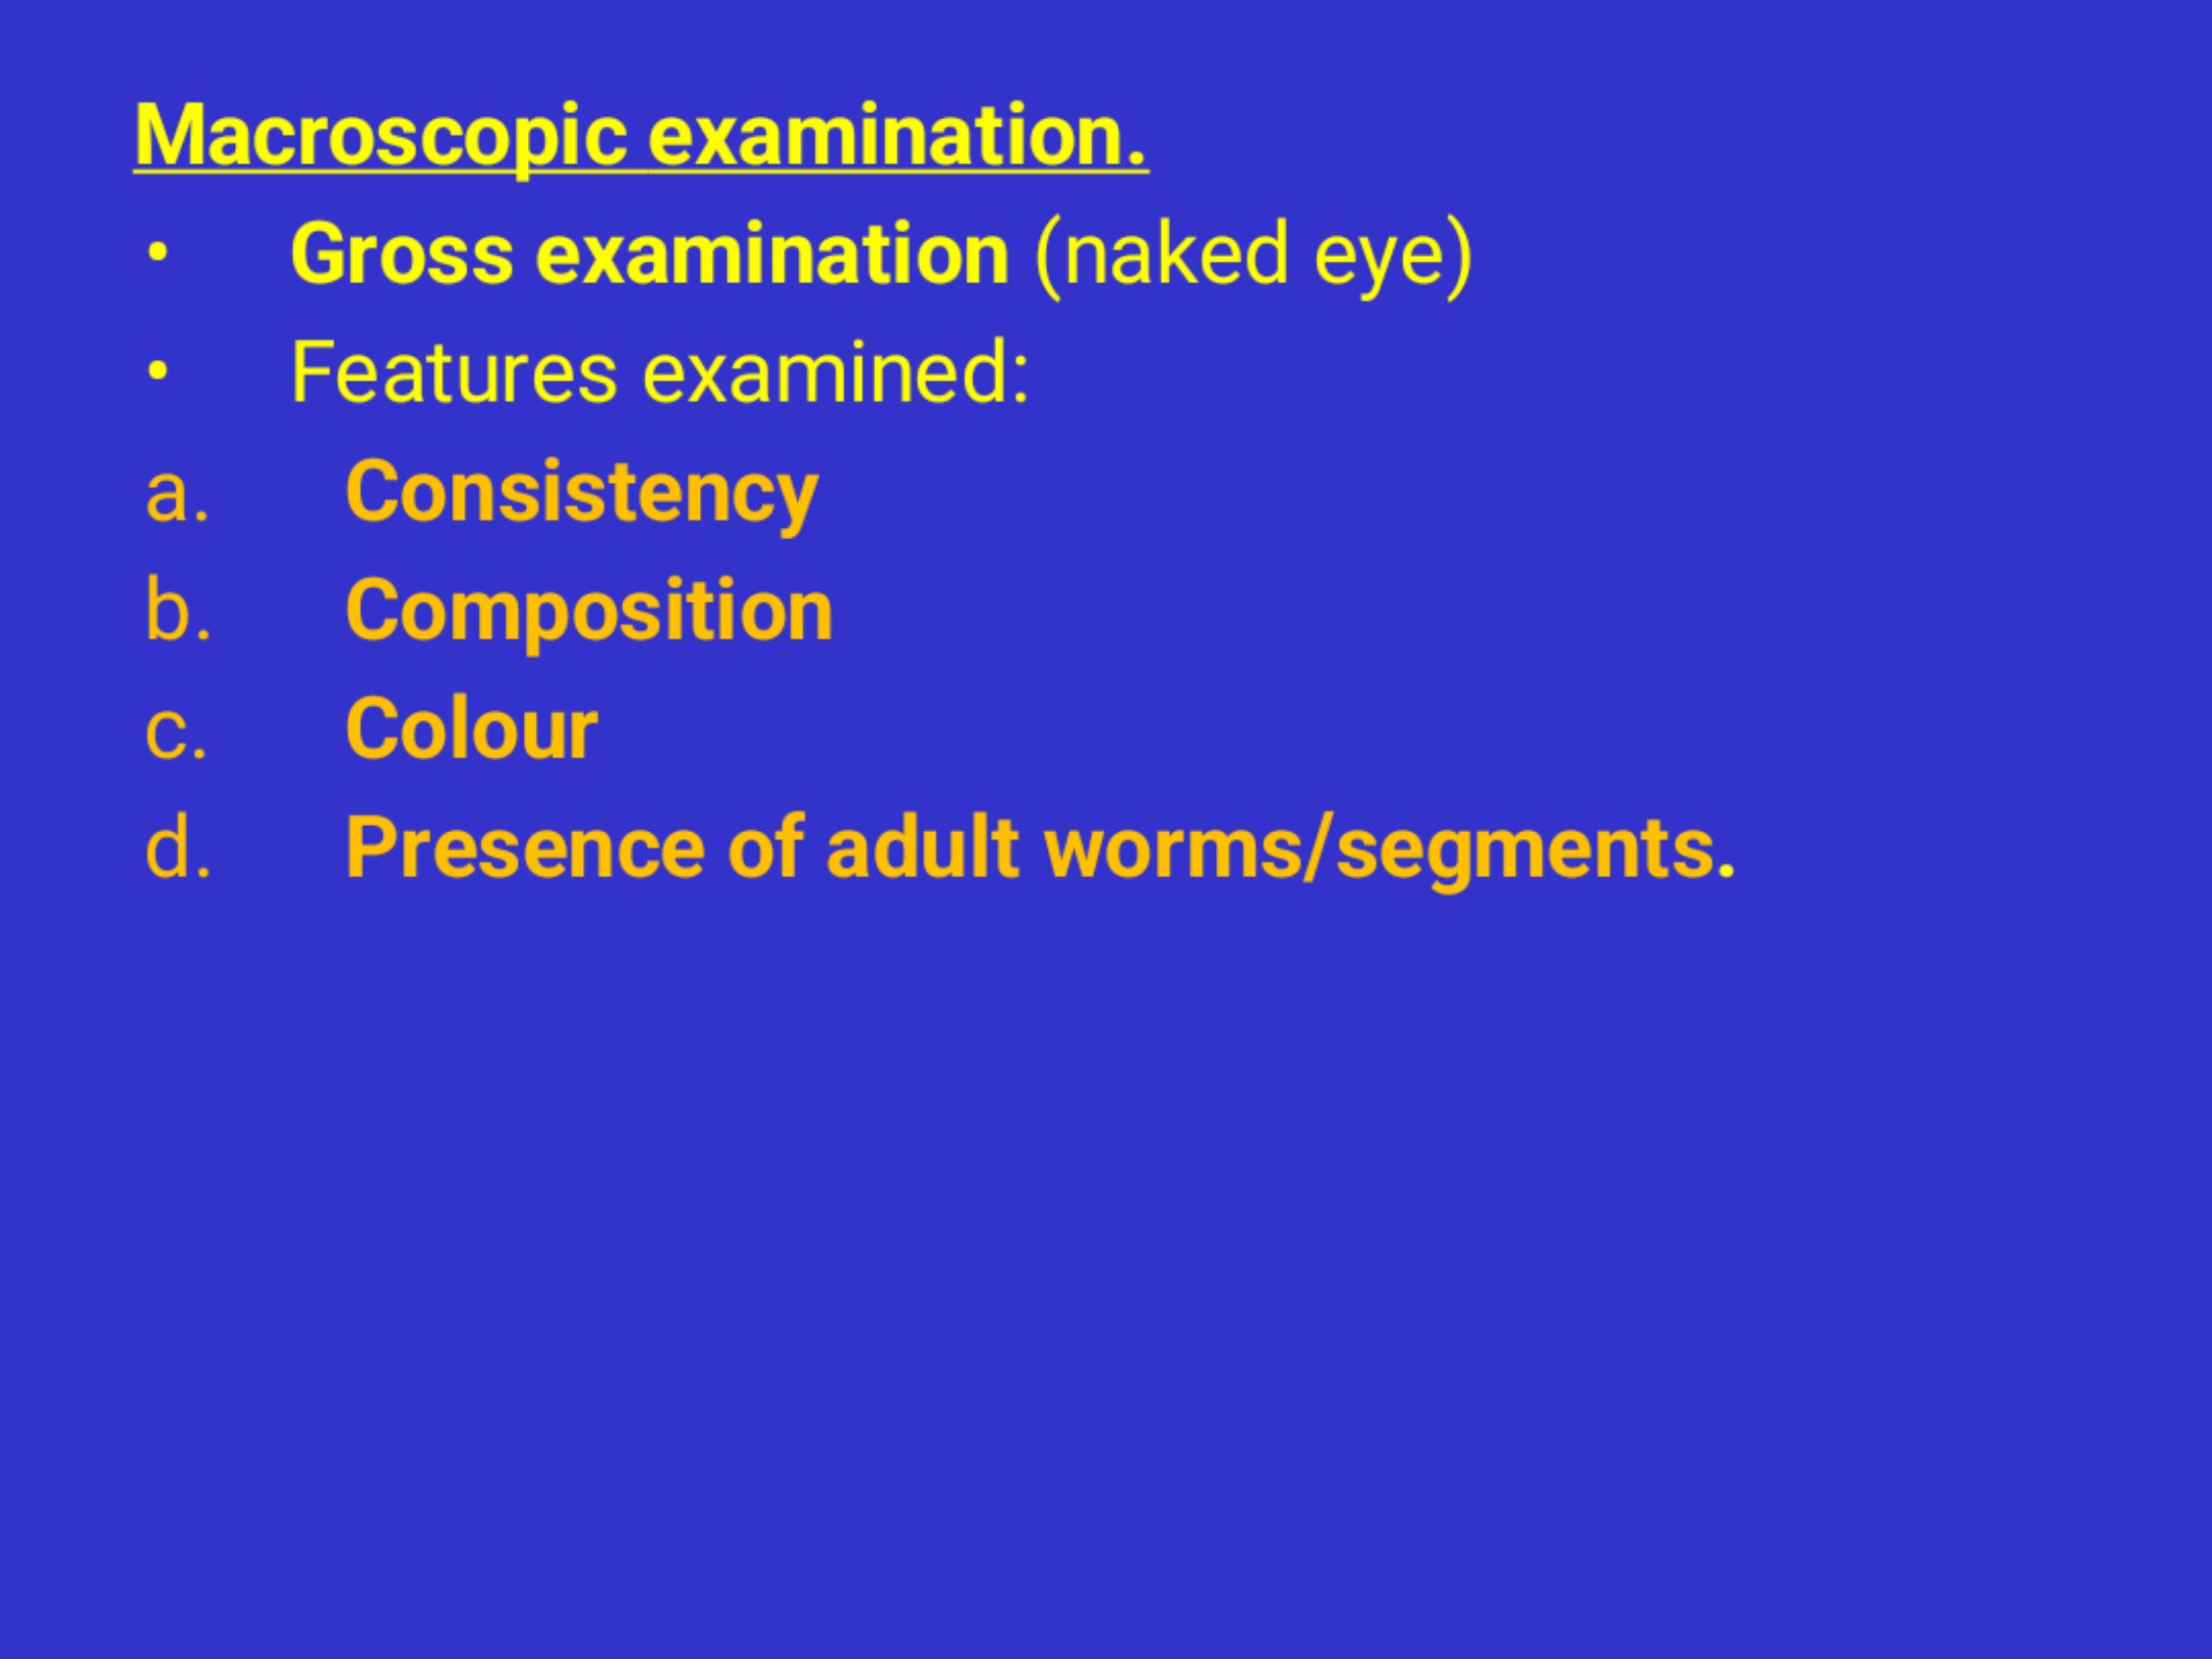 Macroscopic examination.
• Gross examination (naked eye)
• Features examined:
a. Consistency
b. Composition
c. Colour
d. Presence of adult worms/segments.